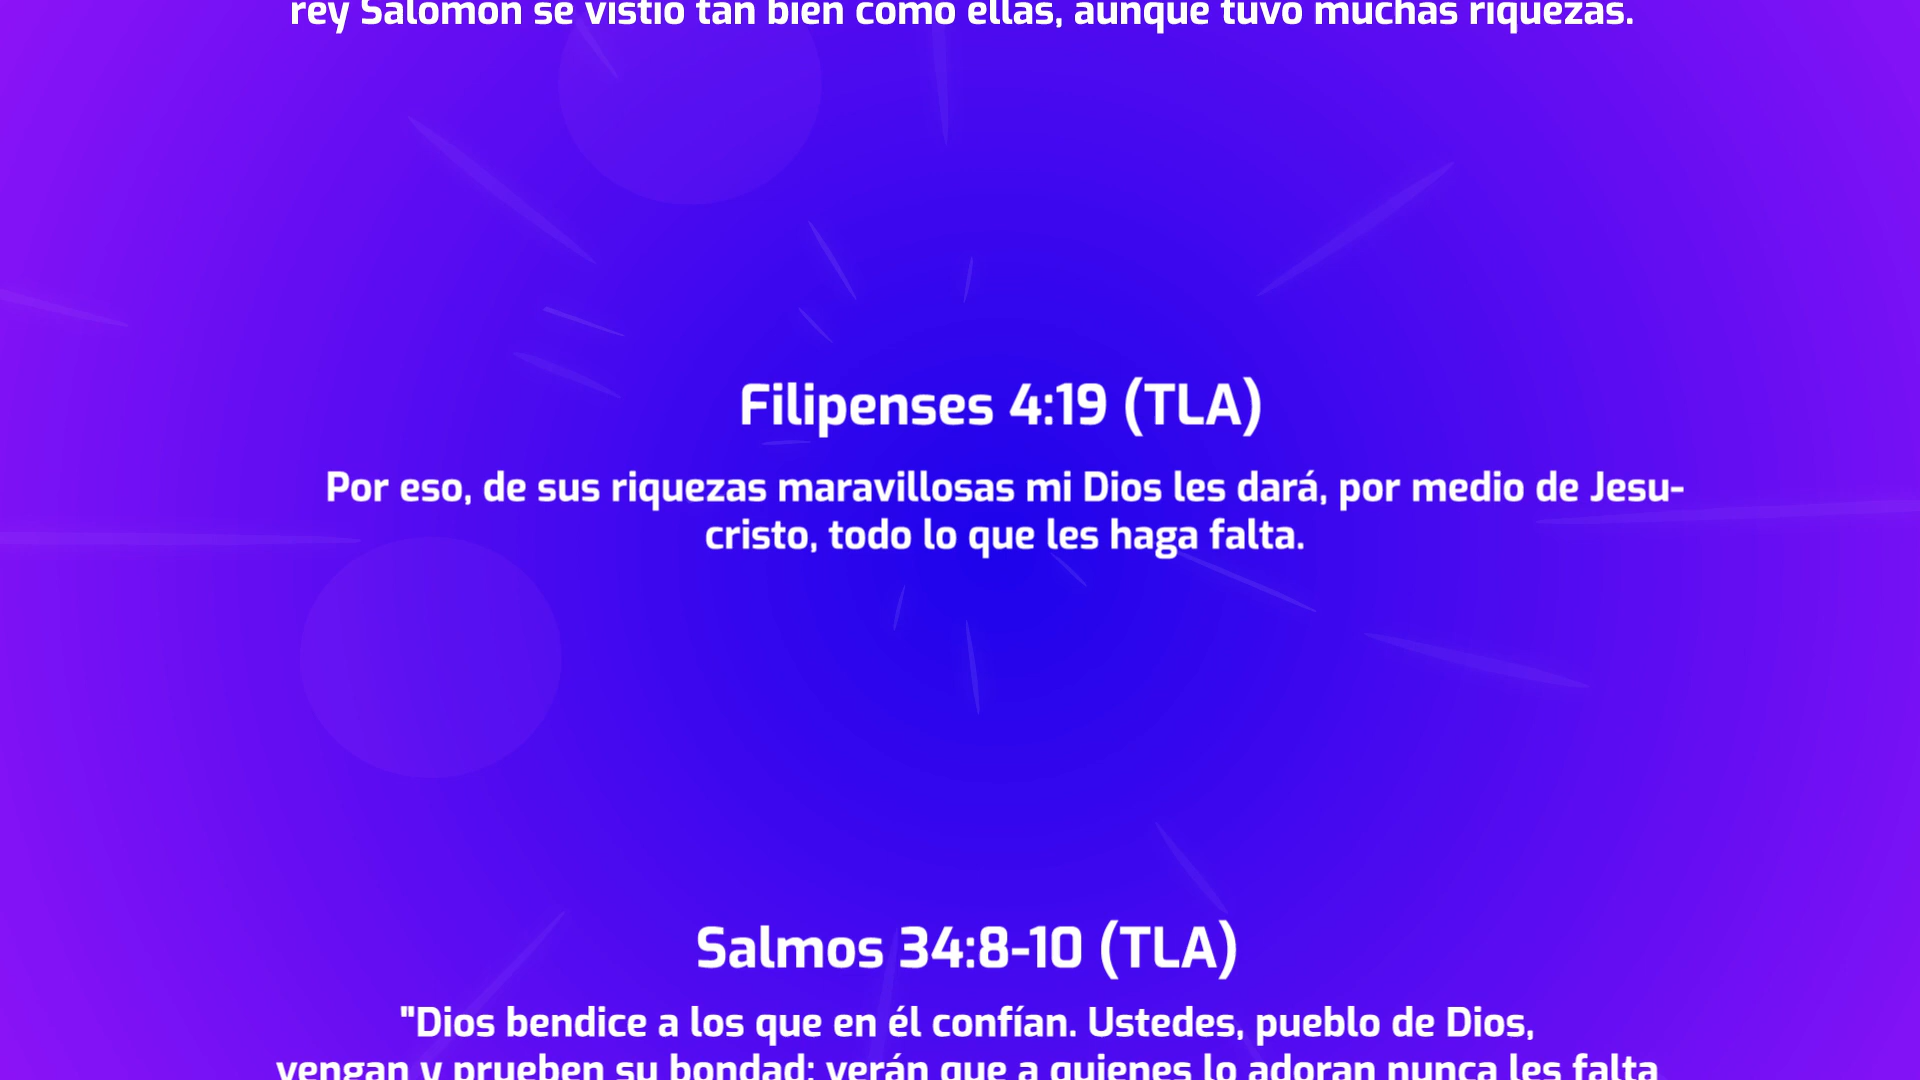 rey Salomón se vistió tan bien como ellas, aunque tuvo muchas riquezas.
Filipenses 4:19 (TLA)
Por eso, de sus riquezas maravillosas mi Dios les dará, por medio de Jesu-
cristo, todo lo que les haga falta.
Salmos 34:8-10 (TLA)
"Dios bendice a los que en él confían. Ustedes, pueblo de Dios,
vengan y prueben su bondad; verán que a quienes lo adoran nunca les falta